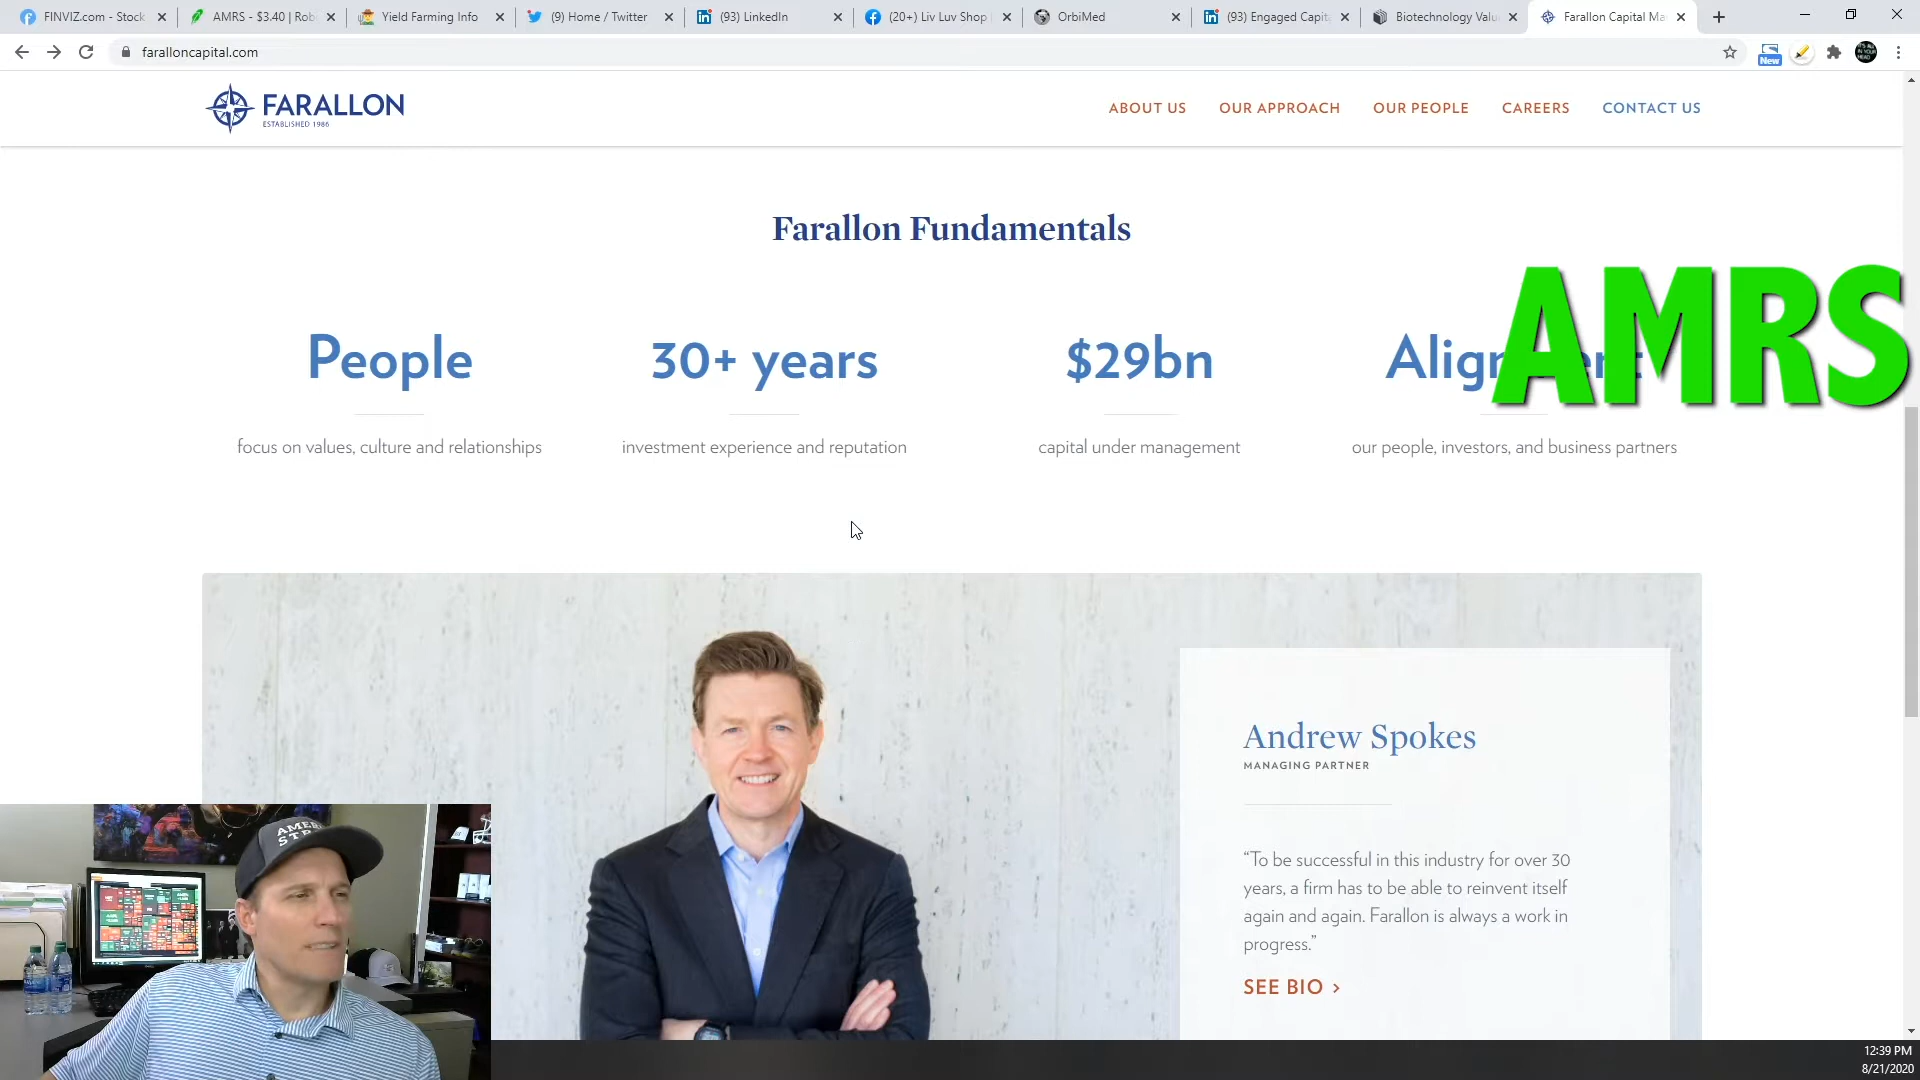 FINVIZ.com - Stock
AMRS - $3.40 | Rob
Yield Farming Info
(9) Home / Twitter
(93) LinkedIn
(20+) Liv Luv Shop
OrbiMed
(93) Engaged Capit
Biotechnology Valu
Farallon Capital Ma
faralloncapital.com
New
FARALLON
ESTABLISHED 1986
ABOUT US
OUR APPROACH
OUR PEOPLE
CAREERS
CONTACT US
Farallon Fundamentals
AMRS
People
30+ years
$29bn
focus on values, culture and relationships
investment experience and reputation
capital under management
our people, investors, and business partners
Andrew Spokes
MANAGING PARTNER
“To be successful in this industry for over 30
years, a firm has to be able to reinvent itself
again and again. Farallon is always a work in
progress.”
SEE BIO >
12:39 PM
8/21/2020